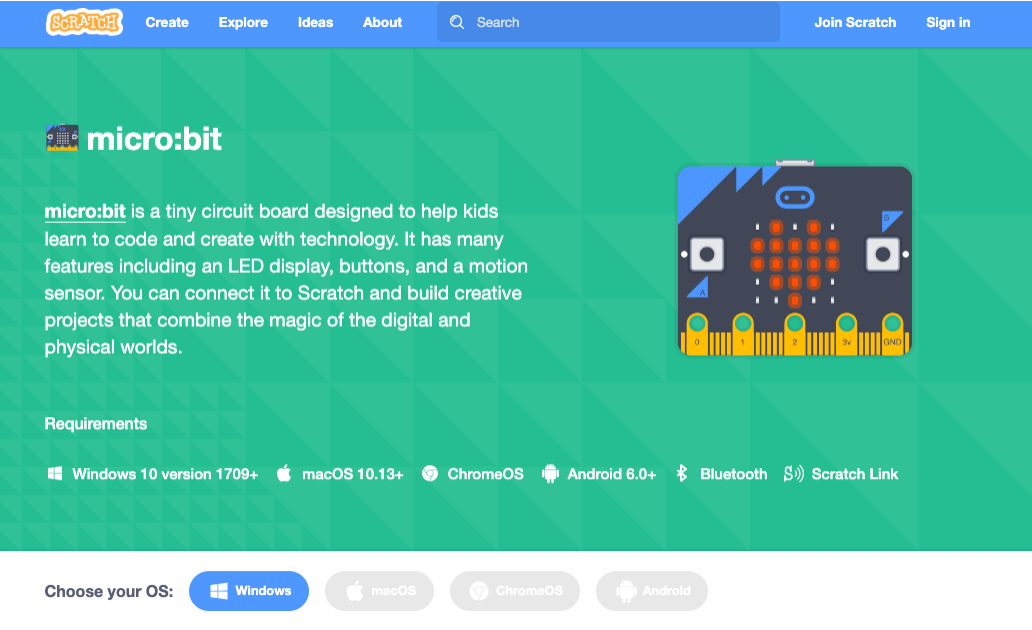 SCRATCH Create Explore Ideas About Search Join Scratch Sign in
micro:bit
micro:bit is a tiny circuit board designed to help kids
learn to code and create with technology. It has many
features including an LED display, buttons, and a motion
sensor. You can connect it to Scratch and build creative
projects that combine the magic of the digital and
physical worlds.
B
A
0 1 2 3v GND
Requirements
Windows 10 version 1709+ macOS 10.13+ ChromeOS Android 6.0+ Bluetooth Scratch Link
Choose your OS: Windows macOS ChromeOS Android